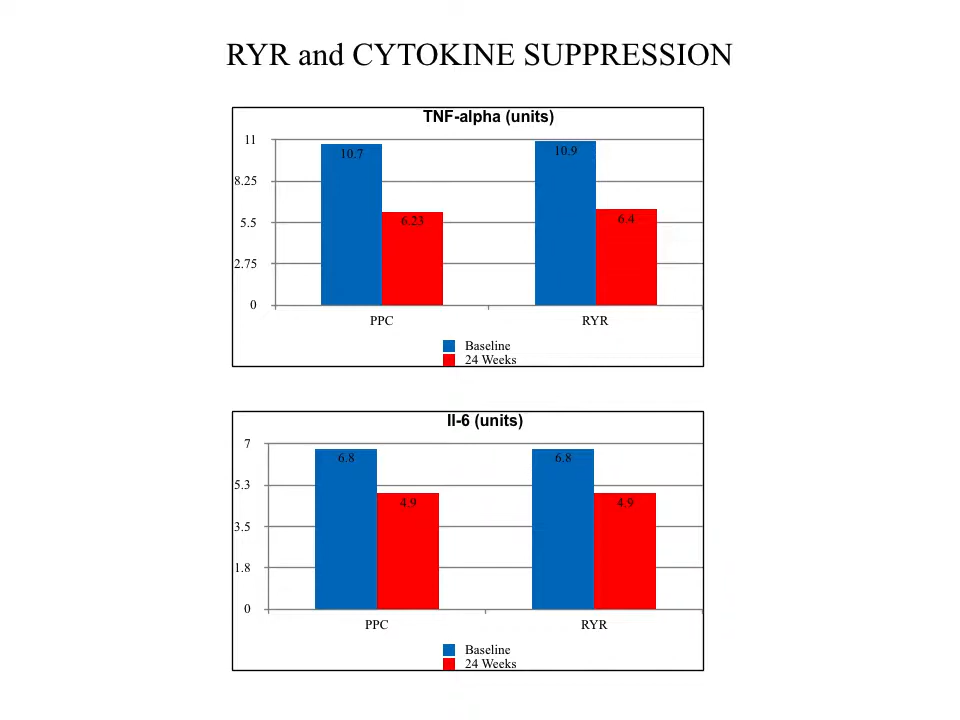 RYR and CYTOKINE SUPPRESSION
TNF-alpha (units)
11
8.25
5.5
2.75
0
10.7
6.23
10.9
6.4
PPC
RYR
Baseline
24 Weeks
Il-6 (units)
7
5.3
3.5
1.8
0
6.8
4.9
6.8
4.9
PPC
RYR
Baseline
24 Weeks